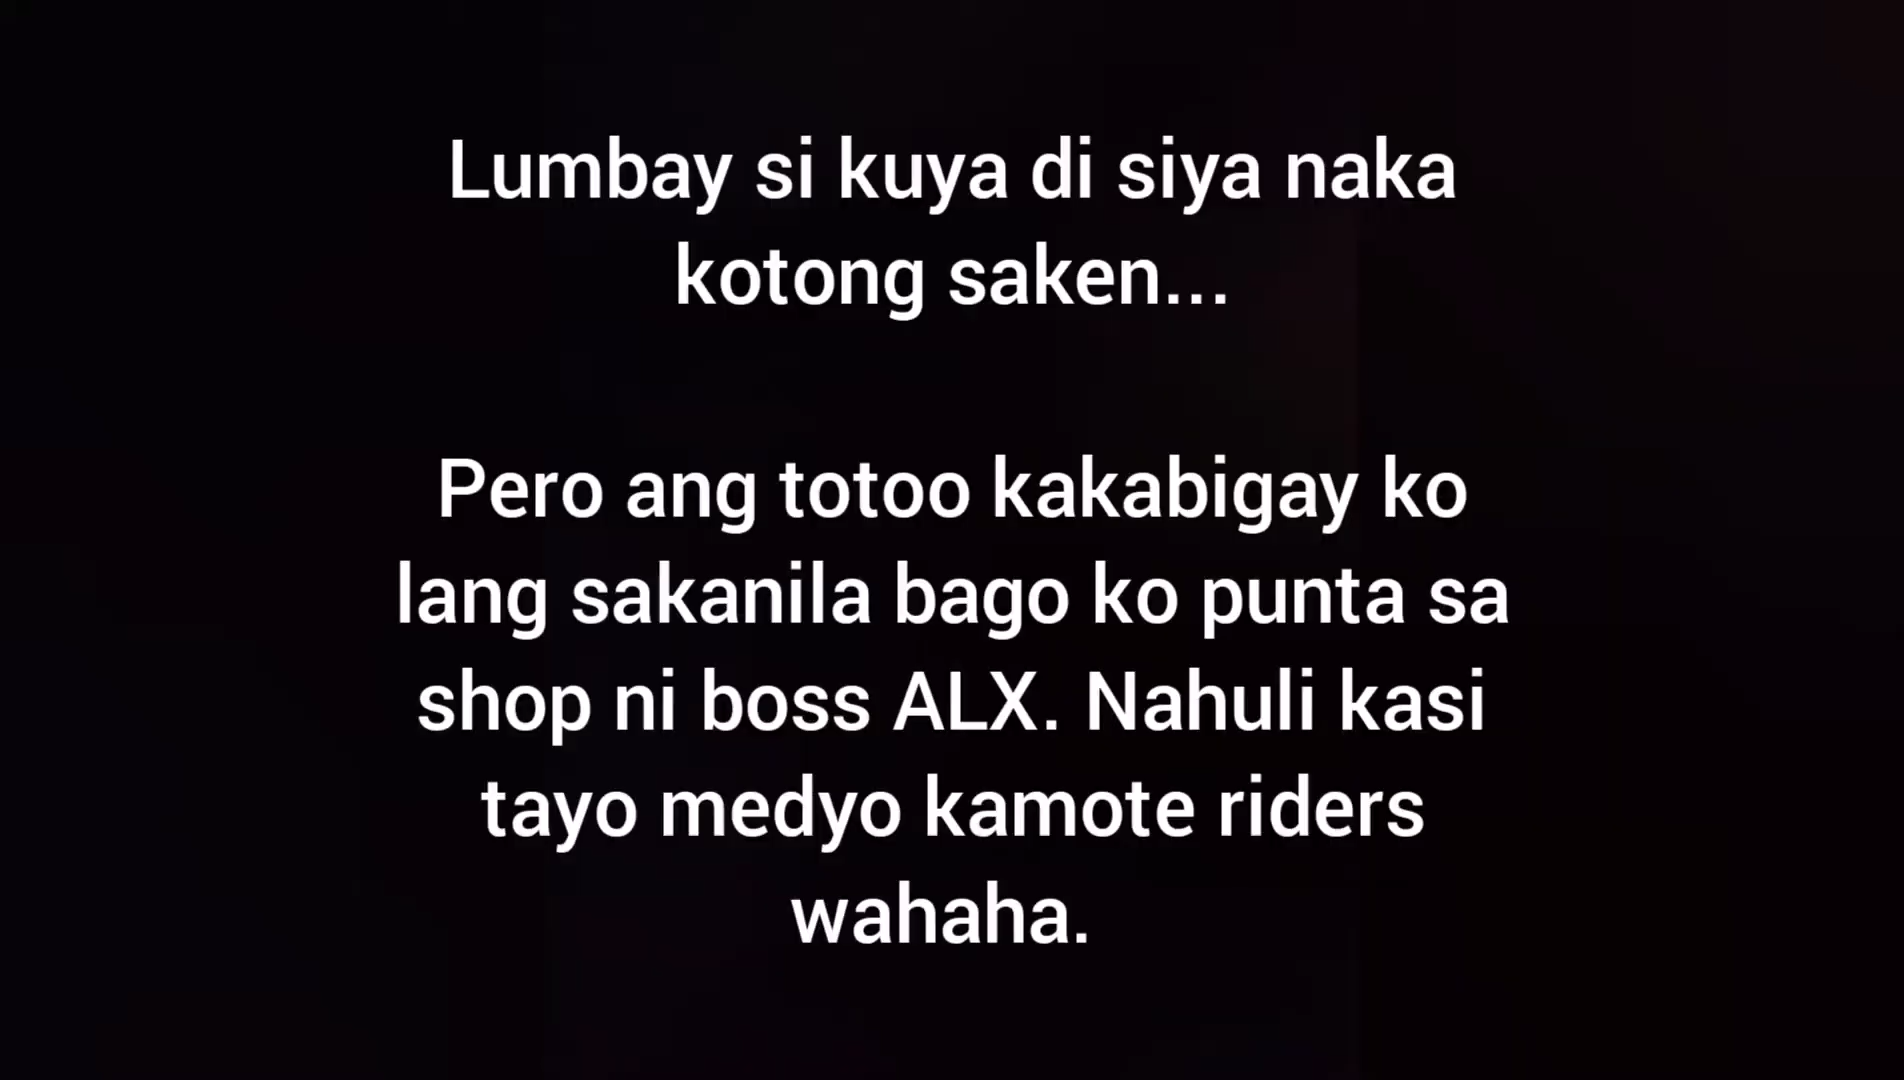 Lumbay si kuya di siya naka
kotong saken...
Pero ang totoo kakabigay ko
lang sakanila bago ko punta sa
shop ni boss ALX. Nahuli kasi
tayo medyo kamote riders
wahaha.